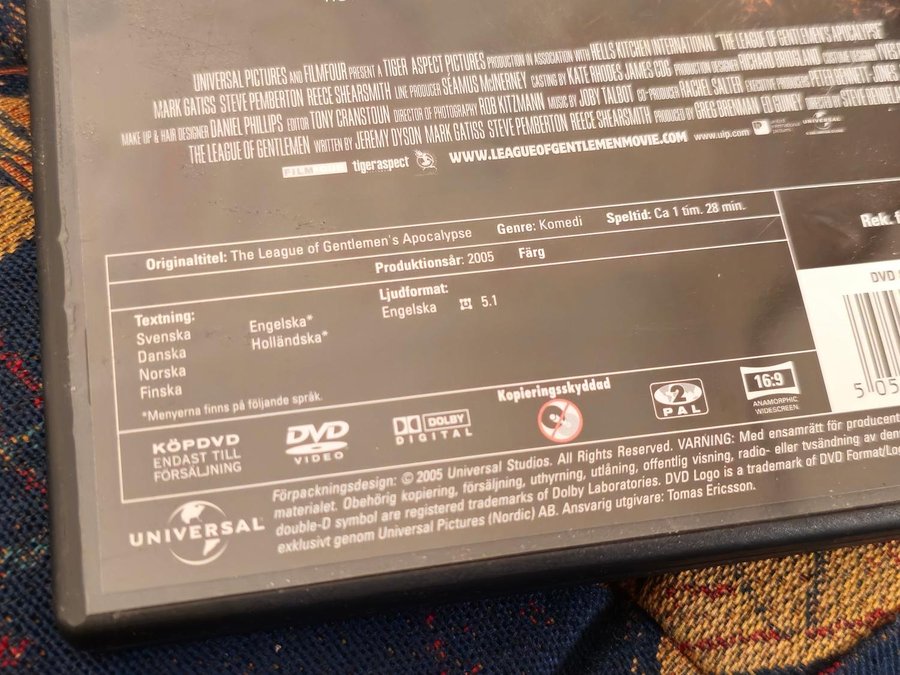 UNIVERSAL PICTURES AND FILMFOUR PRESENT A TIGER ASPECT PICTURES PRODUCTION IN ASSOCIATION WITH HELLS KITCHEN INTERNATIONAL "THE LEAGUE OF GENTLEMEN'S APOCALYPSE"
MARK GATISS STEVE PEMBERTON REECE SHEARSMITH LINE PRODUCER SÉAMUS McINERNEY CASTING BY KATE RHODES JAMES CDG PRODUCTION DESIGNER RICHARD
MAKE UP & HAIR DESIGNER DANIEL PHILLIPS EDITOR TONY CRANSTOUN DIRECTOR OF PHOTOGRAPHY ROB KITZMANN MUSIC BY JOBY TALBOT CO-PRODUCER RACHEL SALTER EXECUTIVE PRODUCERS PETER BENNETT-JONES
THE LEAGUE OF GENTLEMEN WRITTEN BY JEREMY DYSON MARK GATISS STEVE PEMBERTON REECE SHEARSMITH PRODUCED BY GREG BRENMAN DIRECTED BY STEVE
FILM tigeraspect WWW.LEAGUEOFGENTLEMENMOVIE.COM www.uip.com UNIVERSAL
Originaltitel: The League of Gentlemen's Apocalypse Genre: Komedi Speltid: Ca 1 tim. 28 min.
Produktionsår: 2005 Färg
Rek.
Textning:
Svenska
Danska
Norska
Finska
Engelska*
Holländska*
Ljudformat:
Engelska 5.1
*Menyerna finns på följande språk.
DVD
5 05
KÖPDVD
ENDAST TILL
FÖRSÄLJNING
DVD
VIDEO
DOLBY
DIGITAL
Kopieringsskyddad
2
PAL
16:9
ANAMORPHIC
WIDESCREEN
UNIVERSAL
Förpackningsdesign: © 2005 Universal Studios. All Rights Reserved. VARNING: Med ensamrätt för producent
materialet. Obehörig kopiering, försäljning, uthyrning, utlåning, offentlig visning, radio- eller tvsändning av den
double-D symbol are registered trademarks of Dolby Laboratories. DVD Logo is a trademark of DVD Format/Lo
exklusivt genom Universal Pictures (Nordic) AB. Ansvarig utgivare: Tomas Ericsson.